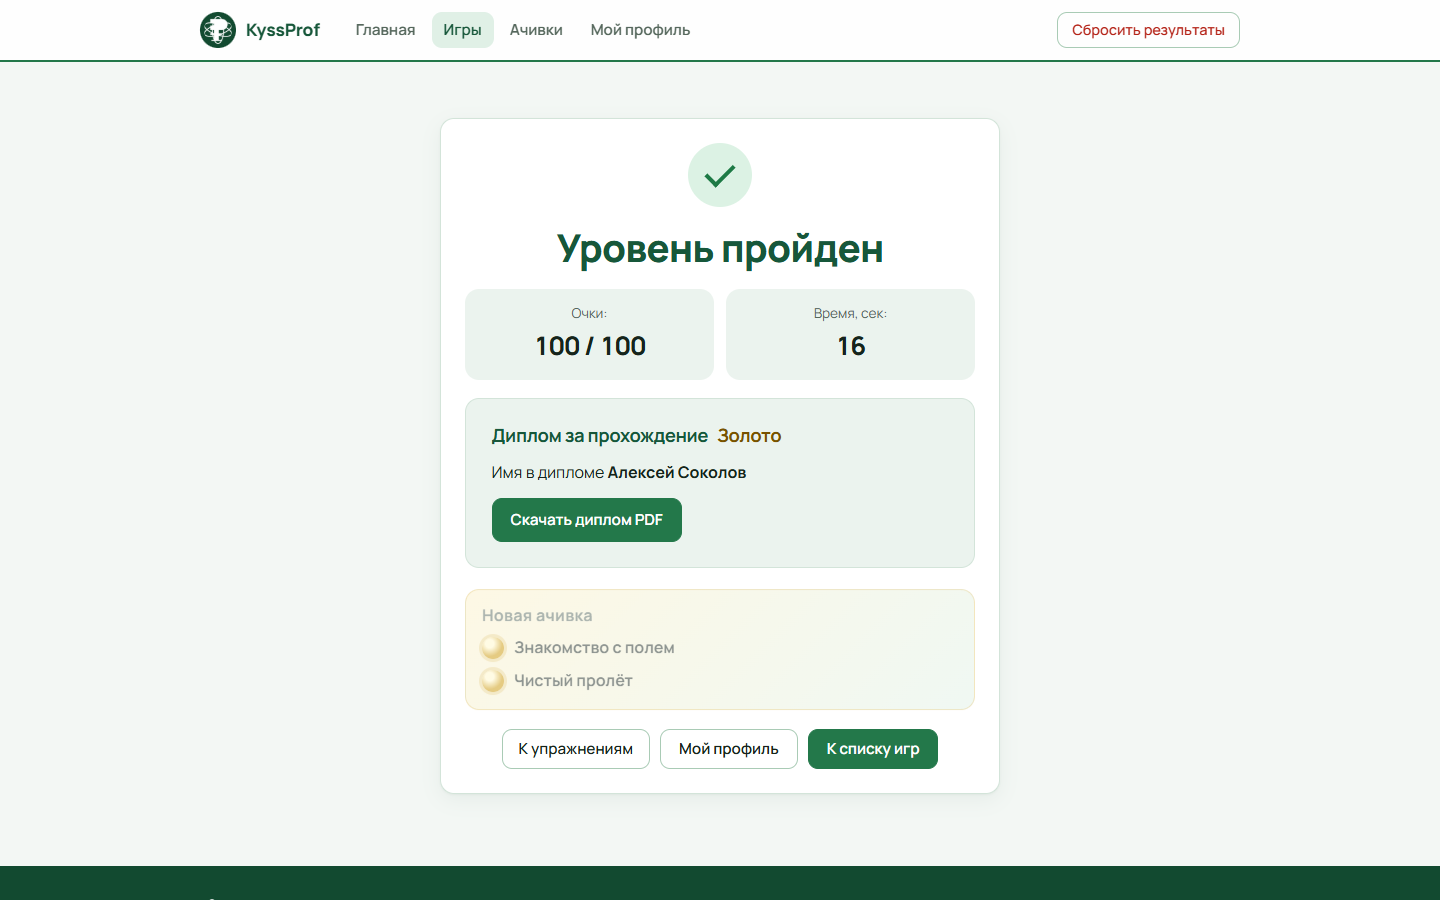 KyssProf
Главная
Игры
Ачивки
Мой профиль
Сбросить результаты
Уровень пройден
Очки:
100 / 100
Время, сек:
16
Диплом за прохождение Золото
Имя в дипломе Алексей Соколов
Скачать диплом PDF
Новая ачивка
Знакомство с полем
Чистый пролёт
К упражнениям
Мой профиль
К списку игр